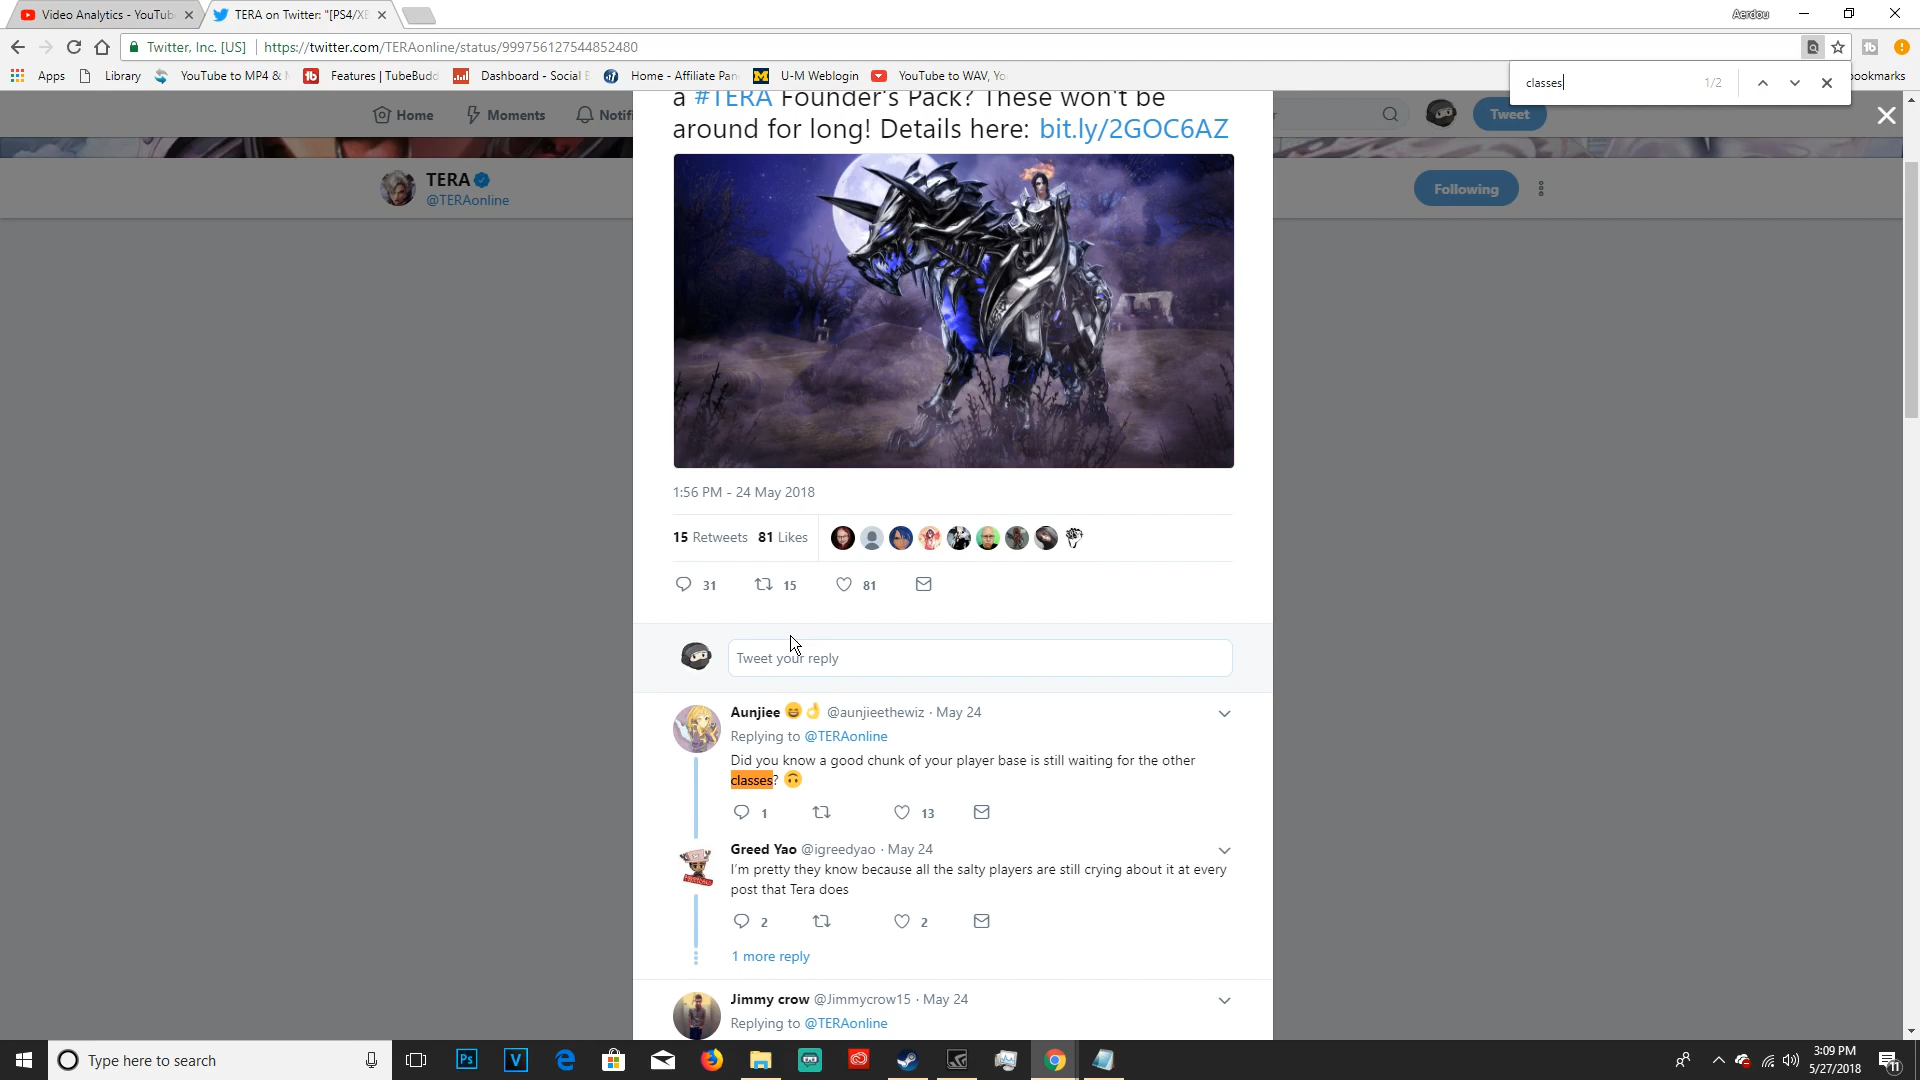 Video Analytics - YouTub
TERA on Twitter: "[PS4/XB
Aerdou
Twitter, Inc. [US]
https://twitter.com/TERAonline/status/999756127544852480
Apps
Library
YouTube to MP4 &
Features | TubeBudd
Dashboard - Social B
Home - Affiliate Pan
U-M Weblogin
YouTube to WAV, Yo
ookmarks
classes
1/2
Home
Moments
Notifi
Tweet
a #TERA Founder's Pack? These won't be
around for long! Details here: bit.ly/2GOC6AZ
TERA
@TERAonline
Following
1:56 PM - 24 May 2018
15 Retweets 81 Likes
31
15
81
Tweet your reply
Aunjiee 😄👌 @aunjieethewiz · May 24
Replying to @TERAonline
Did you know a good chunk of your player base is still waiting for the other
classes? 🙃
1
13
Greed Yao @igreedyao · May 24
I'm pretty they know because all the salty players are still crying about it at every
post that Tera does
2
2
1 more reply
Jimmy crow @Jimmycrow15 · May 24
Replying to @TERAonline
Type here to search
Ps
V
3:09 PM
5/27/2018
11